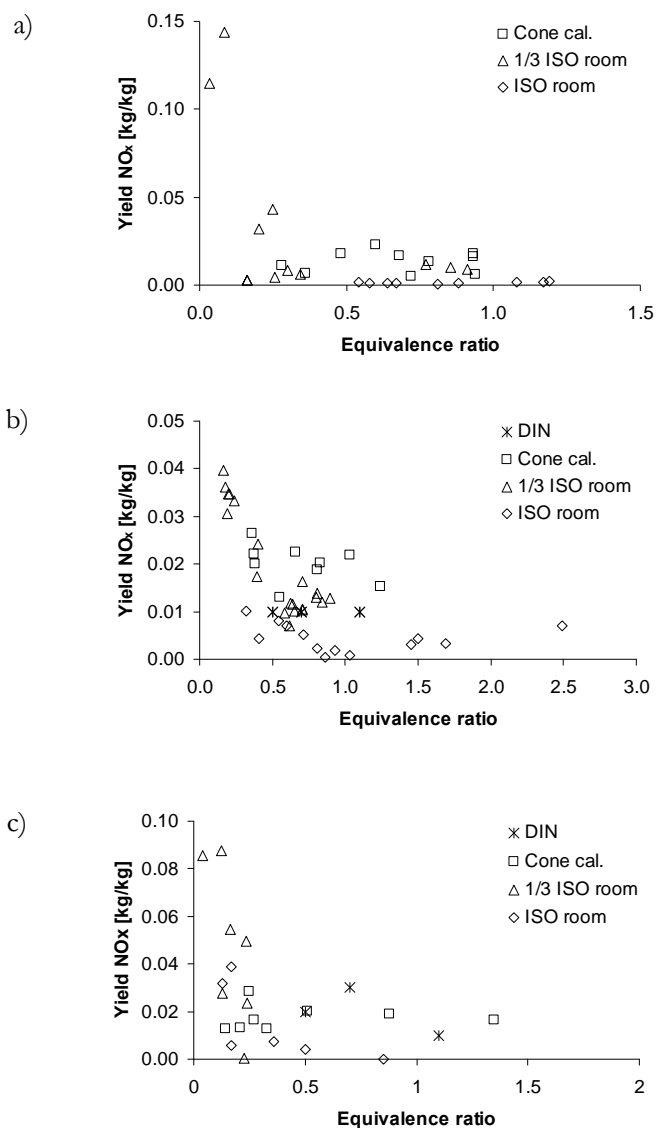 a)
0.15
0.10
0.05
0.00
Yield NOx [kg/kg]
0.0 0.5 1.0 1.5
Equivalence ratio
Cone cal.
1/3 ISO room
ISO room
b)
0.05
0.04
0.03
0.02
0.01
0.00
Yield NOx [kg/kg]
0.0 0.5 1.0 1.5 2.0 2.5 3.0
Equivalence ratio
DIN
Cone cal.
1/3 ISO room
ISO room
c)
0.10
0.08
0.06
0.04
0.02
0.00
Yield NOx [kg/kg]
0 0.5 1 1.5 2
Equivalence ratio
DIN
Cone cal.
1/3 ISO room
ISO room